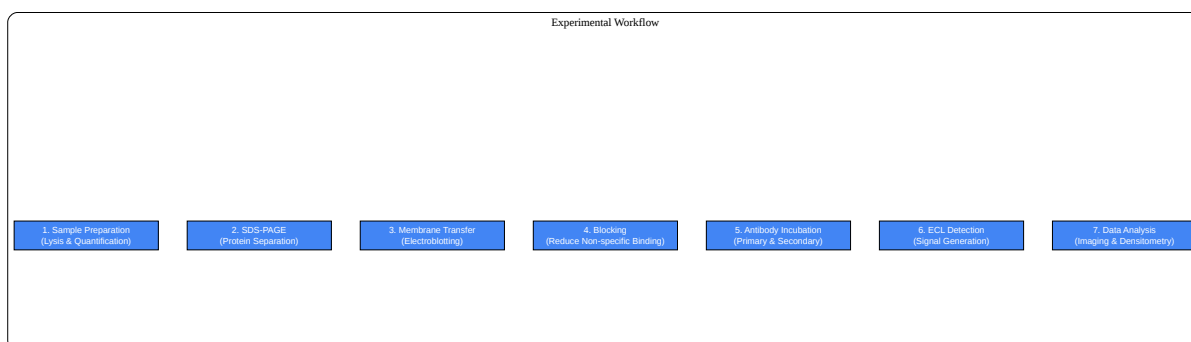 Experimental Workflow
1. Sample Preparation
(Lysis & Quantification)
2. SDS-PAGE
(Protein Separation)
3. Membrane Transfer
(Electroblotting)
4. Blocking
(Reduce Non-specific Binding)
5. Antibody Incubation
(Primary & Secondary)
6. ECL Detection
(Signal Generation)
7. Data Analysis
(Imaging & Densitometry)